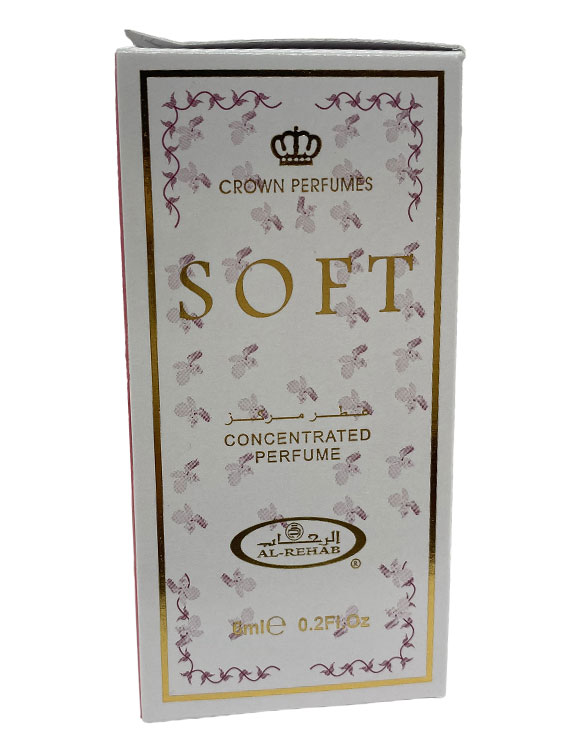 CROWN PERFUMES
SOFT
عطر مركز
CONCENTRATED
PERFUME
الرحاب
AL-REHAB
®
6ml℮ 0.2Fl.Oz